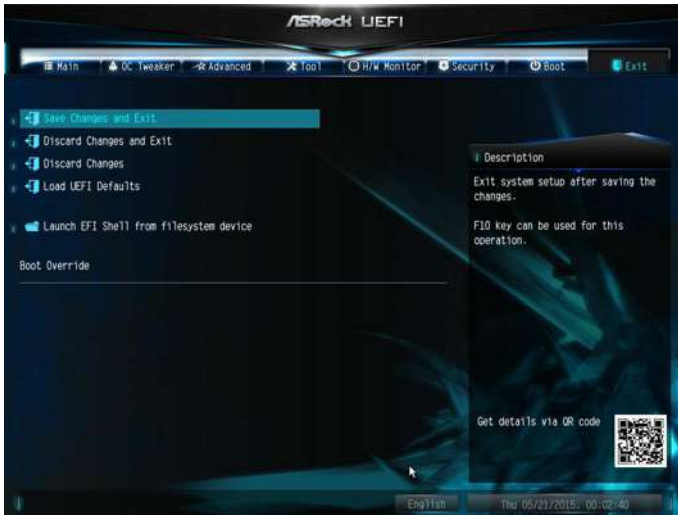 ASRock UEFI
Main OC Tweaker Advanced Tool H/W Monitor Security Boot Exit
Save Changes and Exit
Discard Changes and Exit
Discard Changes
Load UEFI Defaults
Launch EFI Shell from filesystem device
Boot Override
Description
Exit system setup after saving the
changes.
F10 key can be used for this
operation.
Get details via QR code
English Thu 05/21/2015. 00:02:40